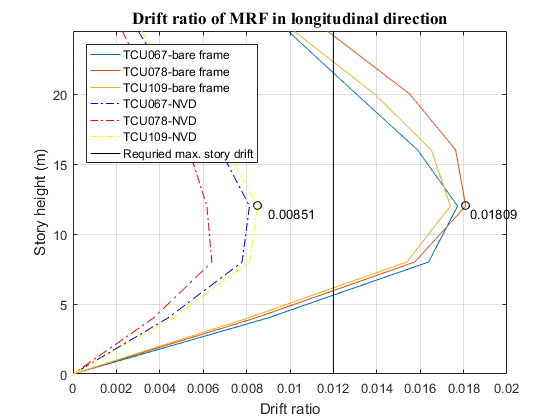 Drift ratio of MRF in longitudinal direction
TCU067-bare frame
TCU078-bare frame
TCU109-bare frame
TCU067-NVD
TCU078-NVD
TCU109-NVD
Requried max. story drift
Story height (m)
20
15
10
5
0
0.00851
0.01809
0
0.002
0.004
0.006
0.008
0.01
0.012
0.014
0.016
0.018
0.02
Drift ratio